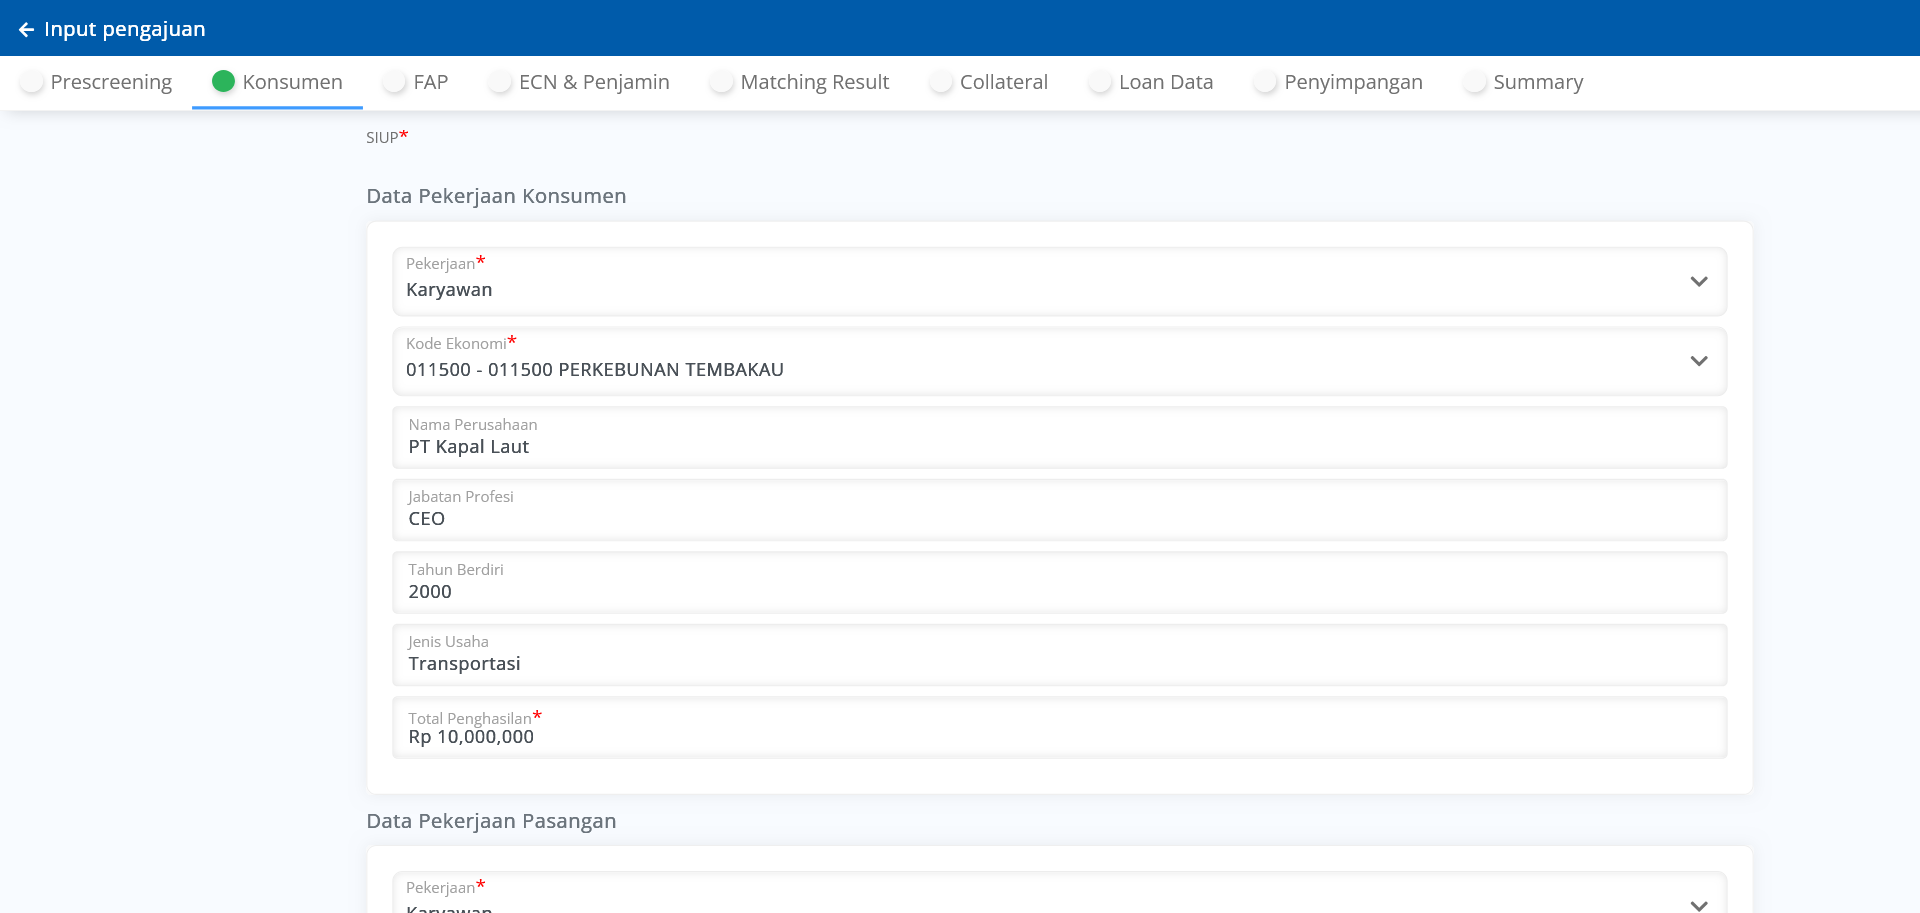 Input pengajuan
Prescreening Konsumen FAP ECN & Penjamin Matching Result Collateral Loan Data Penyimpangan Summary
SIUP*
Data Pekerjaan Konsumen
Pekerjaan*
Karyawan
Kode Ekonomi*
011500 - 011500 PERKEBUNAN TEMBAKAU
Nama Perusahaan
PT Kapal Laut
Jabatan Profesi
CEO
Tahun Berdiri
2000
Jenis Usaha
Transportasi
Total Penghasilan*
Rp 10,000,000
Data Pekerjaan Pasangan
Pekerjaan*
Karyawan